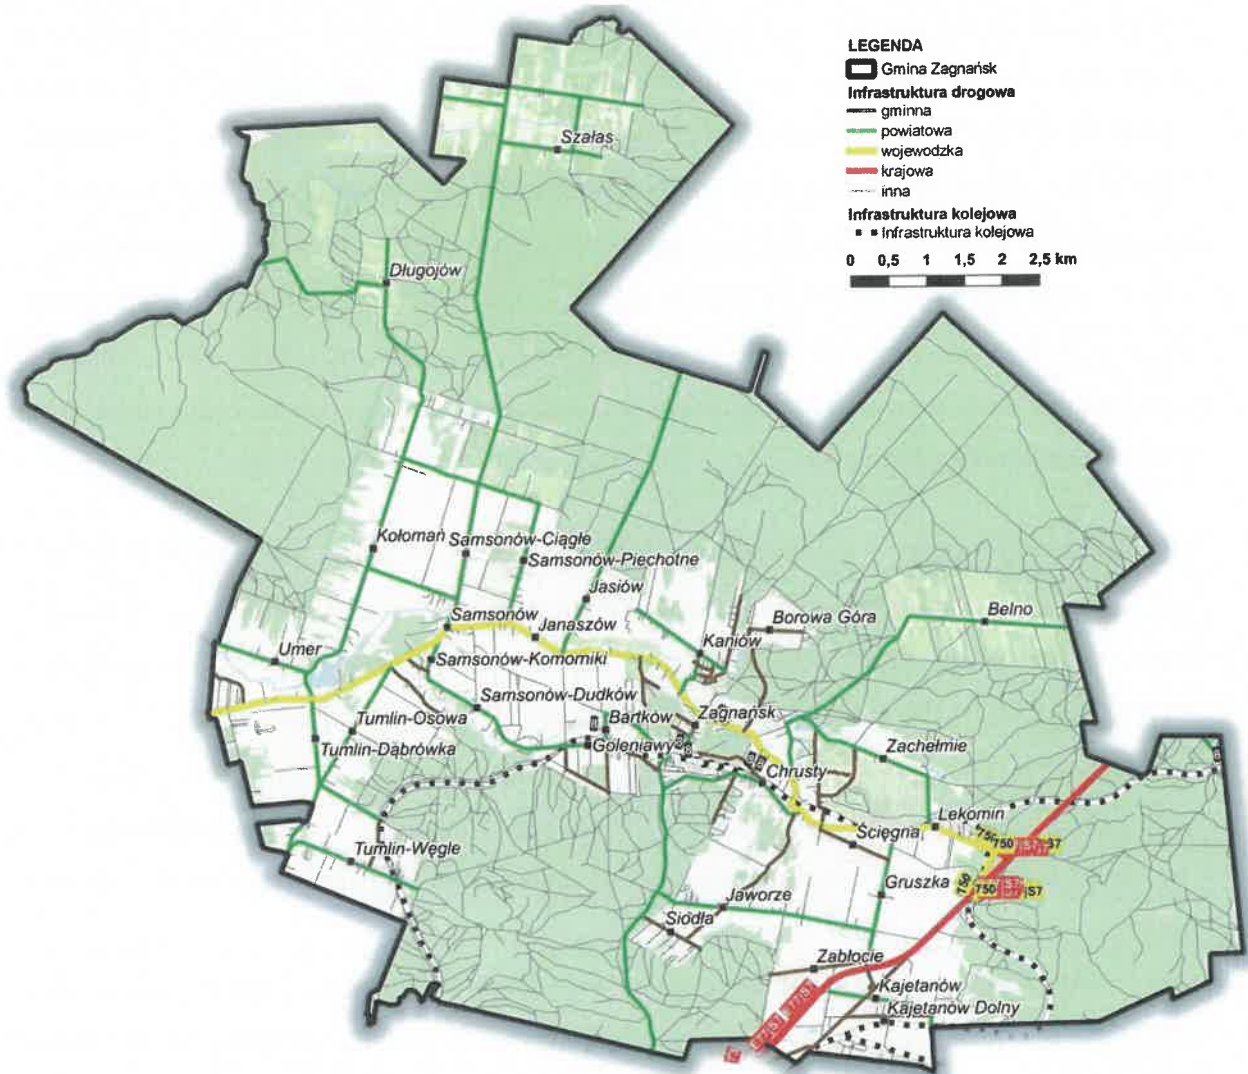 LEGENDA
Gmina Zagnańsk
Infrastruktura drogowa
gminna
powiatowa
wojewodzka
krajowa
inna
Infrastruktura kolejowa
Infrastruktura kolejowa
0 0,5 1 1,5 2 2,5 km
Szałas
Długojów
Kołomań
Samsonów-Ciągłe
Samsonów-Piechotne
Jasiów
Belno
Samsonów
Janaszów
Borowa Góra
Kaniów
Umer
Samsonów-Komorniki
Samsonów-Dudków
Tumlin-Osowa
Bartków
Zagnańsk
Tumlin-Dąbrówka
Goleniawy
Zachełmie
Chrusty
Lekomin
Ścięgna
750
S7
Tumlin-Węgle
Gruszka
750
750
S7
Jaworze
Siodła
Zabłocie
Kajetanów
Kajetanów Dolny